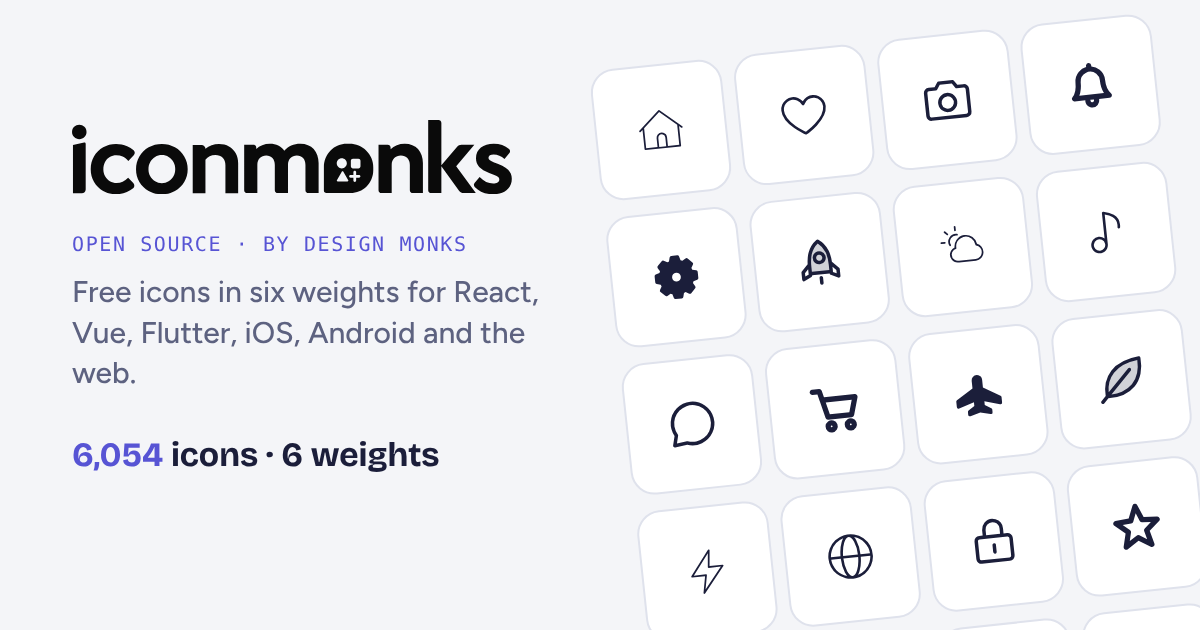 iconmonks
OPEN SOURCE · BY DESIGN MONKS
Free icons in six weights for React,
Vue, Flutter, iOS, Android and the
web.
6,054 icons · 6 weights